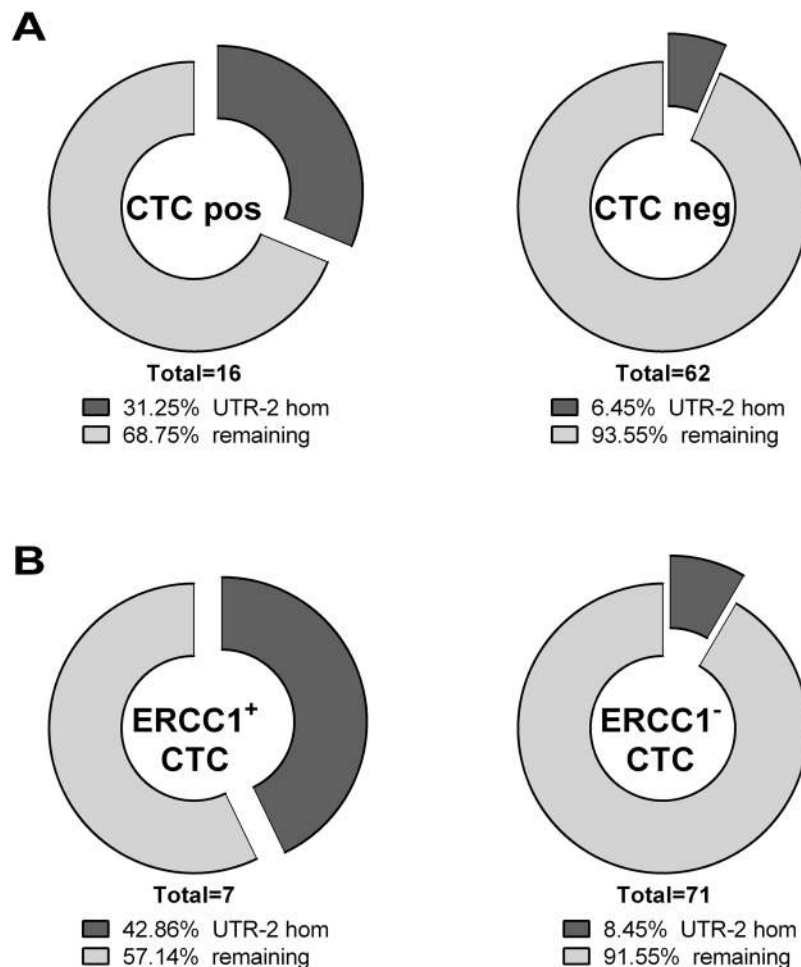 A
CTC pos
CTC neg
Total=16
Total=62
31.25% UTR-2 hom
6.45% UTR-2 hom
68.75% remaining
93.55% remaining
B
ERCC1⁺
CTC
ERCC1⁻
CTC
Total=7
Total=71
42.86% UTR-2 hom
8.45% UTR-2 hom
57.14% remaining
91.55% remaining